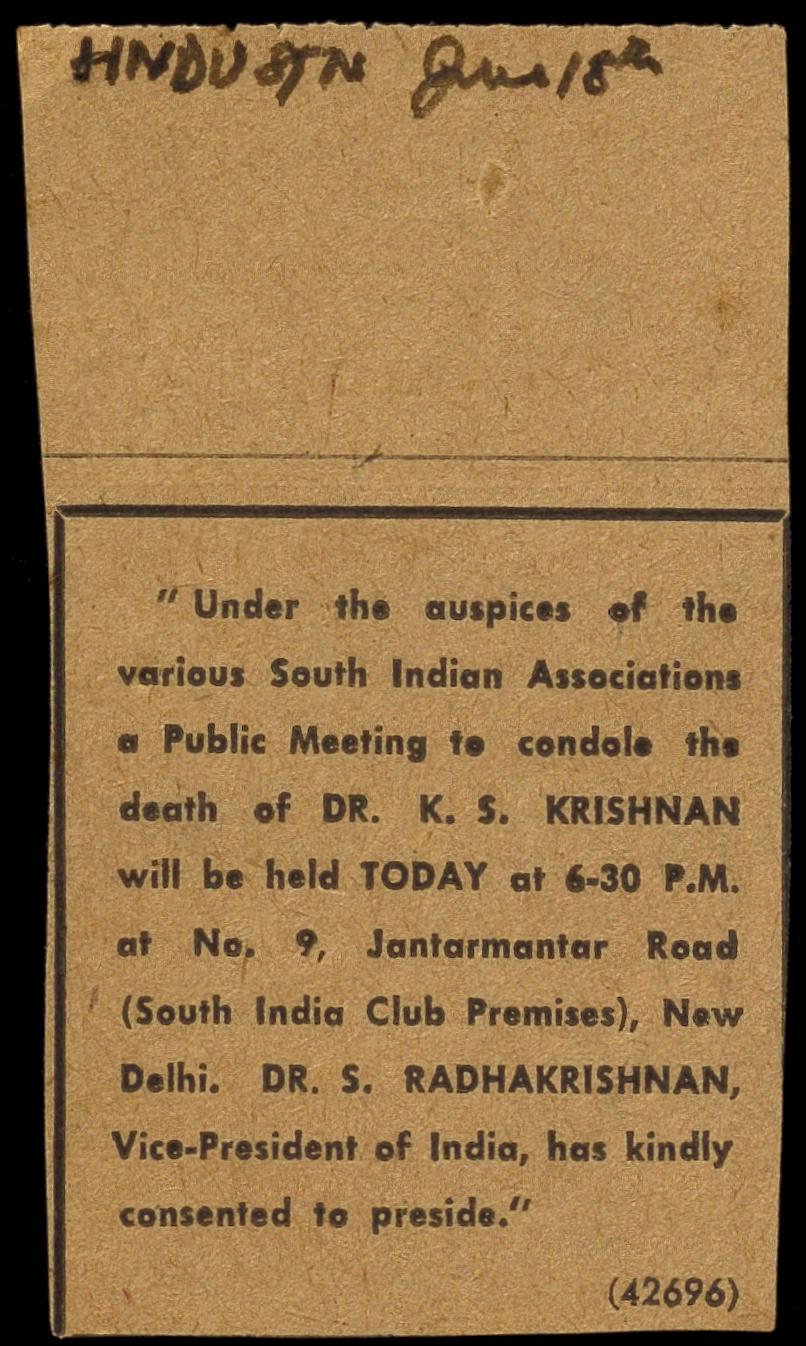 HINDUSTN June 18th
" Under the auspices of the
various South Indian Associations
a Public Meeting to condole the
death of DR. K. S. KRISHNAN
will be held TODAY at 6-30 P.M.
at No. 9, Jantarmantar Road
(South India Club Premises), New
Delhi. DR. S. RADHAKRISHNAN,
Vice-President of India, has kindly
consented to preside."
(42696)